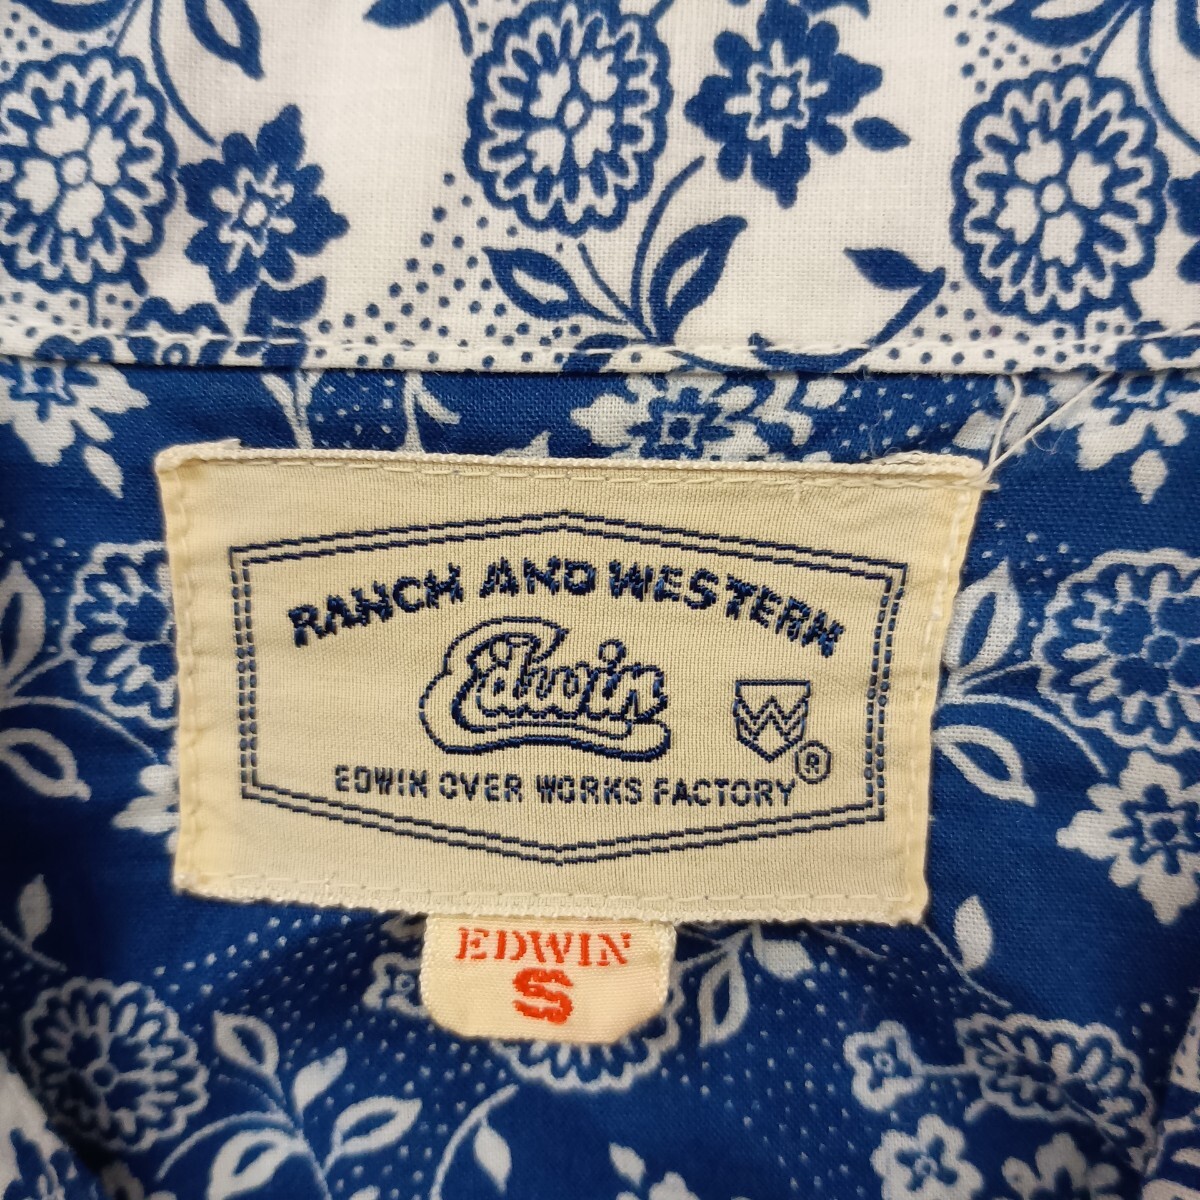 RANCH AND WESTERN
Edwin
W
®
EDWIN OVER WORKS FACTORY
EDWIN
S